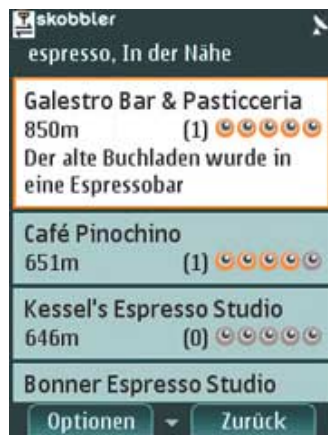 skobbler
espresso, In der Nähe
Galestro Bar & Pasticceria
850m (1)
Der alte Buchladen wurde in
eine Espressobar
Café Pinochino
651m (1)
Kessel's Espresso Studio
646m (0)
Bonner Espresso Studio
Optionen Zurück